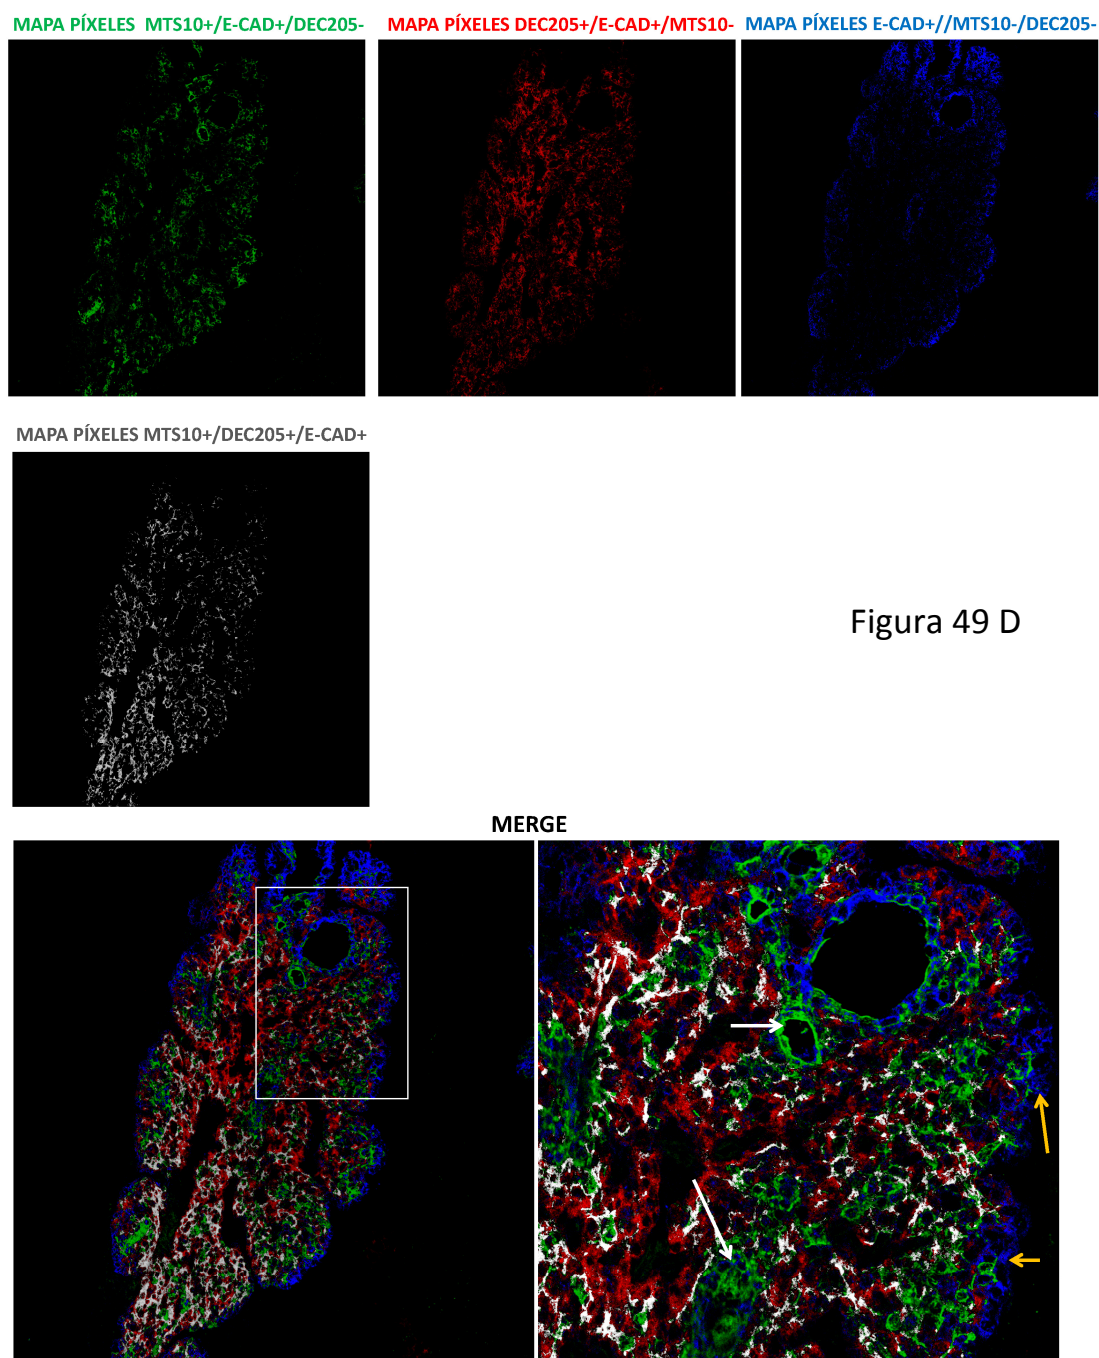 MAPA PÍXELES MTS10+/E-CAD+/DEC205-
MAPA PÍXELES DEC205+/E-CAD+/MTS10-
MAPA PÍXELES E-CAD+//MTS10-/DEC205-
MAPA PÍXELES MTS10+/DEC205+/E-CAD+
Figura 49 D
MERGE